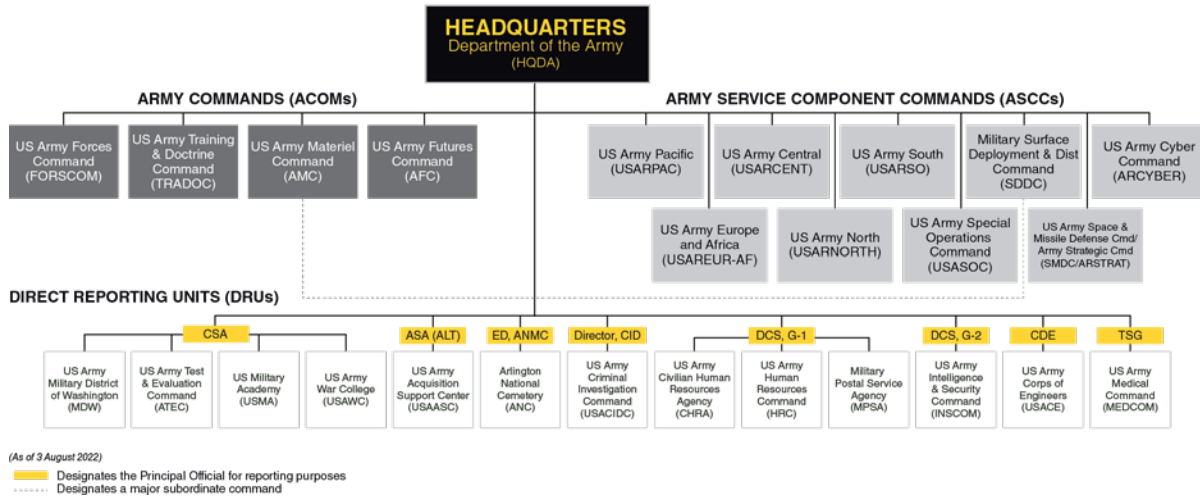 HEADQUARTERS
Department of the Army
(HQDA)
ARMY COMMANDS (ACOMs)
US Army Forces
Command
(FORSCOM)
US Army Training
& Doctrine
Command
(TRADOC)
US Army Materiel
Command
(AMC)
US Army Futures
Command
(AFC)
ARMY SERVICE COMPONENT COMMANDS (ASCCs)
US Army Pacific
(USARPAC)
US Army Central
(USARCENT)
US Army South
(USARSO)
Military Surface
Deployment & Dist
Command
(SDDC)
US Army Cyber
Command
(ARCYBER)
US Army Europe
and Africa
(USAREUR-AF)
US Army North
(USARNORTH)
US Army Special
Operations
Command
(USASOC)
US Army Space &
Missile Defense Cmd/
Army Strategic Cmd
(SMDC/ARSTRAT)
DIRECT REPORTING UNITS (DRUs)
CSA
US Army
Military District
of Washington
(MDW)
US Army Test
& Evaluation
Command
(ATEC)
US Military
Academy
(USMA)
US Army
War College
(USAWC)
ASA (ALT)
US Army
Acquisition
Support Center
(USAASC)
ED, ANMC
Arlington
National
Cemetery
(ANC)
Director, CID
US Army
Criminal
Investigation
Command
(USACIDC)
DCS, G-1
US Army
Civilian Human
Resources
Agency
(CHRA)
US Army
Human
Resources
Command
(HRC)
Military
Postal Service
Agency
(MPSA)
DCS, G-2
US Army
Intelligence
& Security
Command
(INSCOM)
CDE
US Army
Corps of
Engineers
(USACE)
TSG
US Army
Medical
Command
(MEDCOM)
(As of 3 August 2022)
Designates the Principal Official for reporting purposes
Designates a major subordinate command